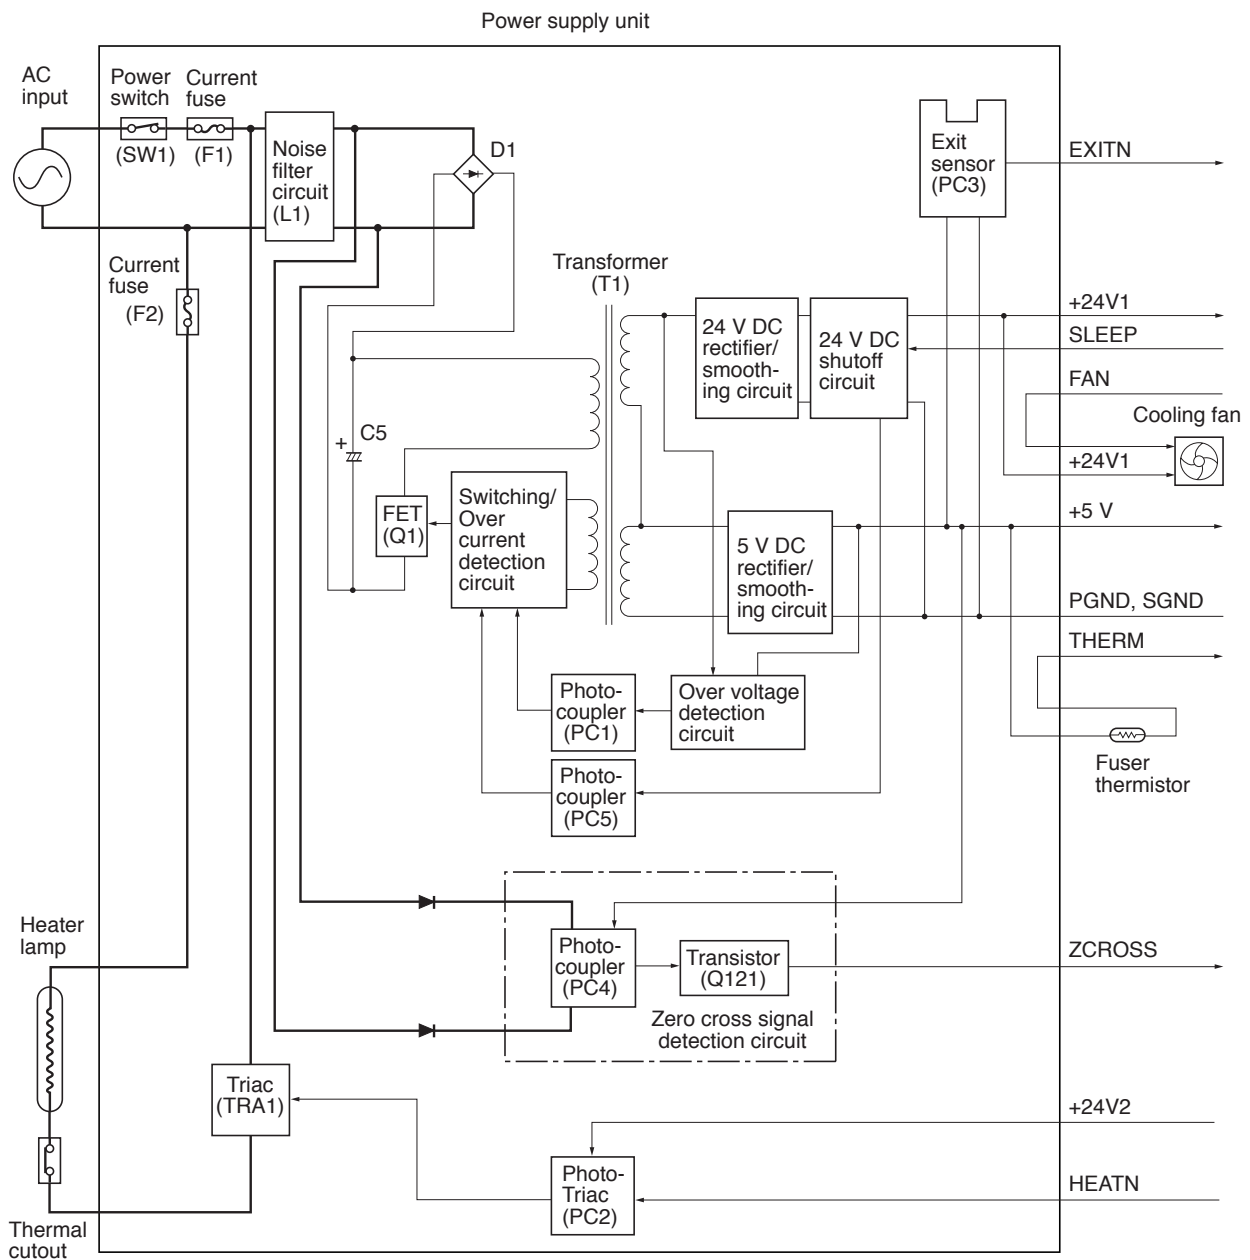 Power supply unit
AC
input
Power
switch
(SW1)
Current
fuse
(F1)
Noise
filter
circuit
(L1)
D1
Exit
sensor
(PC3)
EXITN
Current
fuse
(F2)
Transformer
(T1)
24 V DC
rectifier/
smooth-
ing circuit
24 V DC
shutoff
circuit
+24V1
SLEEP
FAN
Cooling fan
+24V1
+ C5
FET
(Q1)
Switching/
Over
current
detection
circuit
5 V DC
rectifier/
smooth-
ing circuit
+5 V
PGND, SGND
THERM
Photo-
coupler
(PC1)
Over voltage
detection
circuit
Fuser
thermistor
Photo-
coupler
(PC5)
Heater
lamp
Photo-
coupler
(PC4)
Transistor
(Q121)
Zero cross signal
detection circuit
ZCROSS
Triac
(TRA1)
+24V2
Photo-
Triac
(PC2)
HEATN
Thermal
cutout